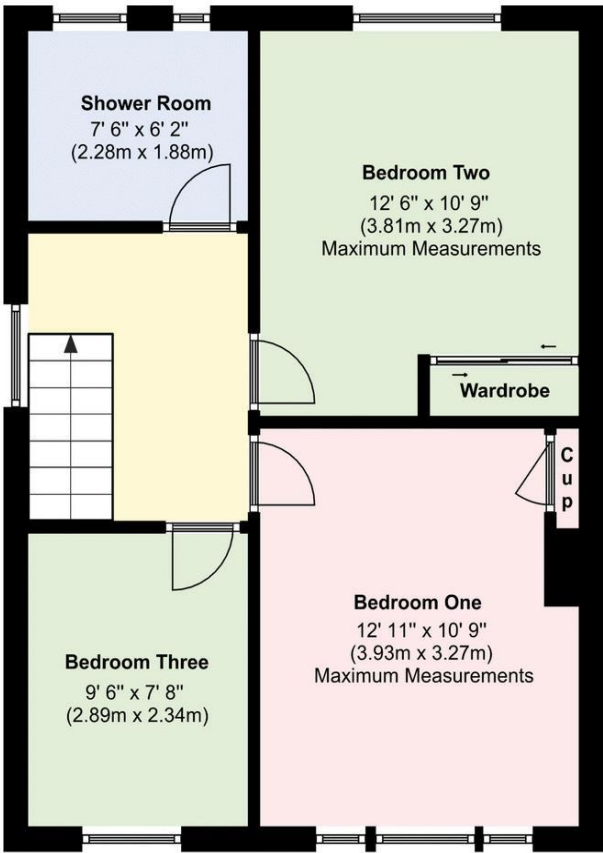 Shower Room
7' 6" x 6' 2"
(2.28m x 1.88m)
Bedroom Two
12' 6" x 10' 9"
(3.81m x 3.27m)
Maximum Measurements
Wardrobe
Cup
Bedroom One
12' 11" x 10' 9"
(3.93m x 3.27m)
Maximum Measurements
Bedroom Three
9' 6" x 7' 8"
(2.89m x 2.34m)